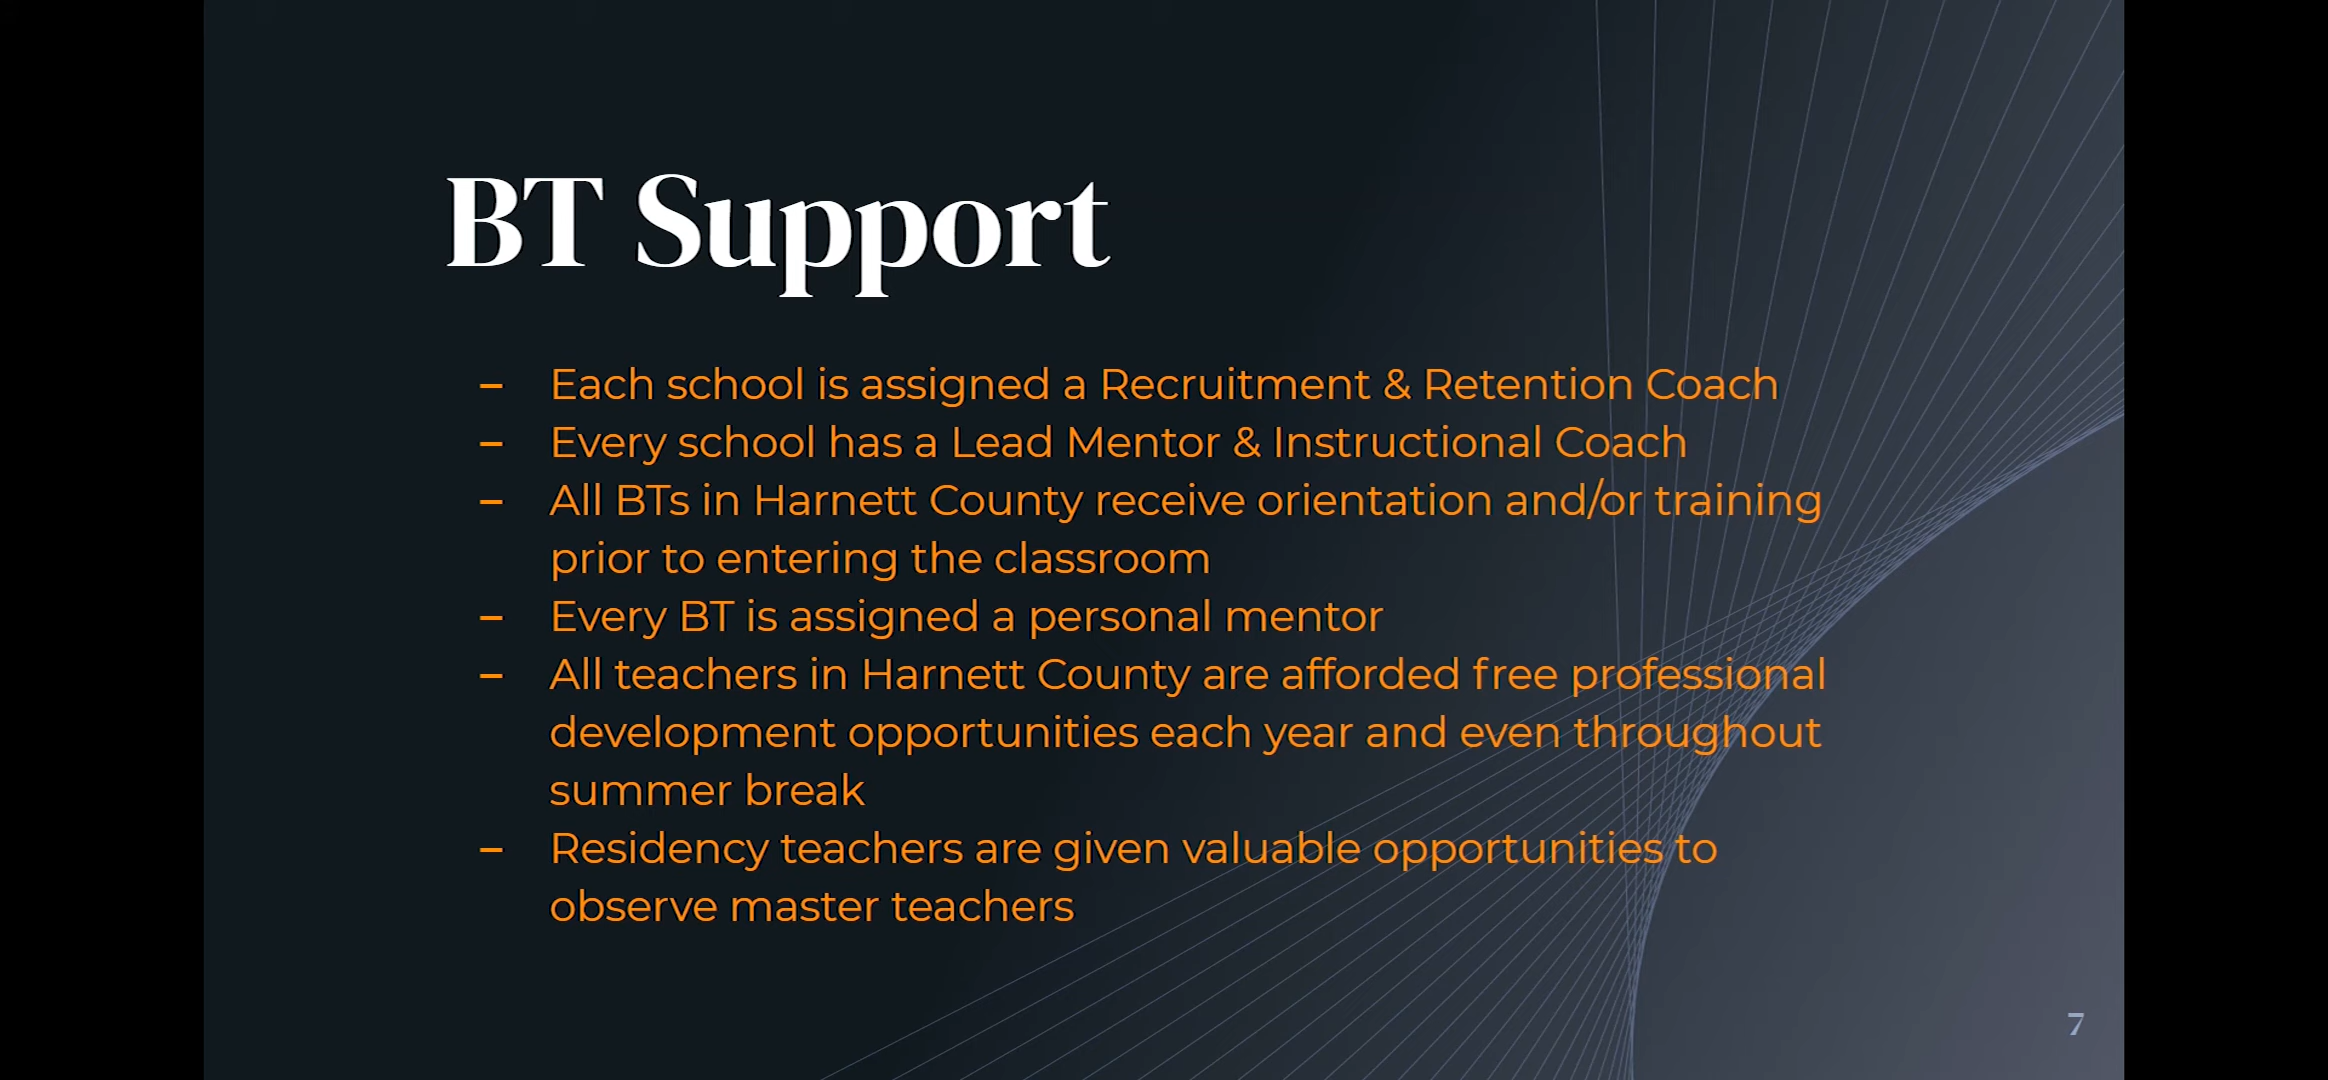 BT Support
– Each school is assigned a Recruitment & Retention Coach
– Every school has a Lead Mentor & Instructional Coach
– All BTs in Harnett County receive orientation and/or training
prior to entering the classroom
– Every BT is assigned a personal mentor
– All teachers in Harnett County are afforded free professional
development opportunities each year and even throughout
summer break
– Residency teachers are given valuable opportunities to
observe master teachers
7